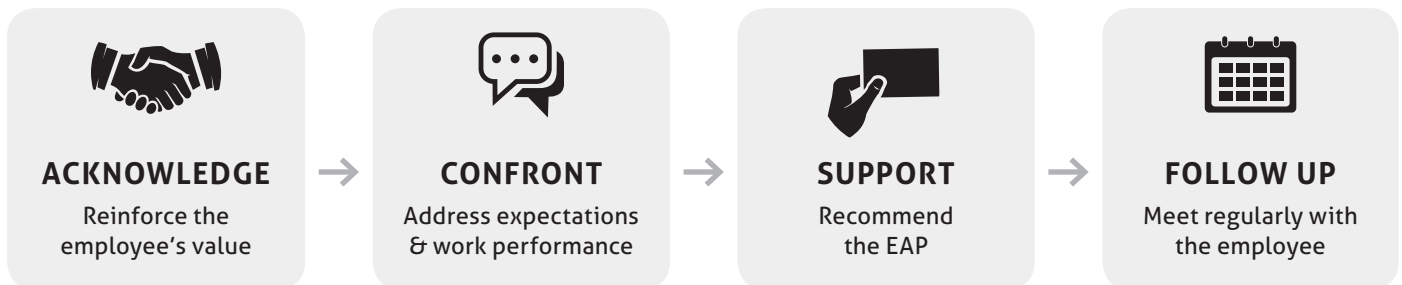 ACKNOWLEDGE
Reinforce the
employee’s value
CONFRONT
Address expectations
& work performance
SUPPORT
Recommend
the EAP
FOLLOW UP
Meet regularly with
the employee